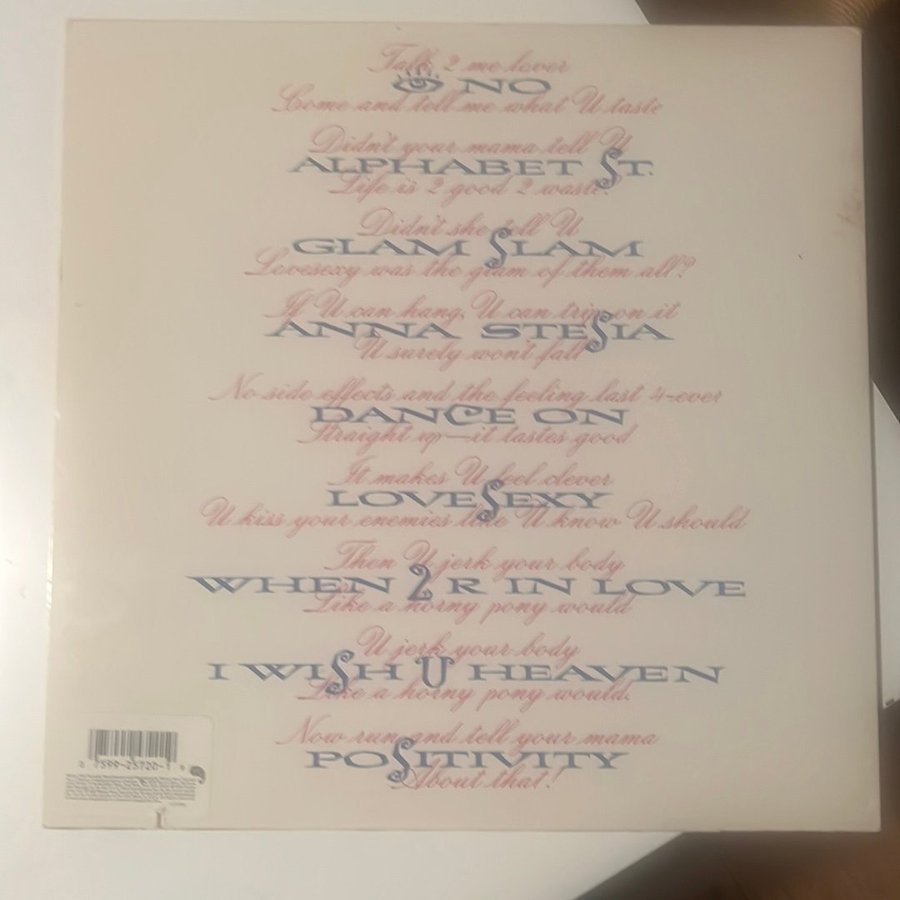 Talk 2 me lover
👁 NO
Come and tell me what U taste
Didn't your mama tell U
ALPHABET ST.
Life is 2 good 2 waste.
Didn't she tell U
GLAM SLAM
Lovesexy was the glam of them all?
If U can hang, U can trip on it
ANNA STESIA
U surely won't fall
No side effects and the feeling last 4-ever
DANCE ON
Straight up—it tastes good
It makes U feel clever
LOVESEXY
U kiss your enemies like U know U should
Then U jerk your body
WHEN 2 R IN LOVE
Like a horny pony would
U jerk your body
I WISH U HEAVEN
Like a horny pony would.
Now run and tell your mama
POSITIVITY
About that!
0 7599-25720-1 9